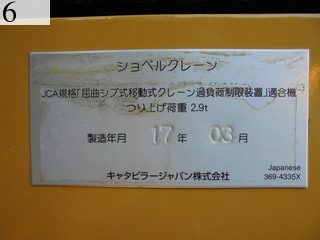 6
ショベルクレーン
JCA規格「屈曲ジブ式移動式クレーン過負荷制限装置」適合機
つり上げ荷重 2.9t
製造年月 17 年 03 月
キャタピラージャパン株式会社
Japanese
369-4335X